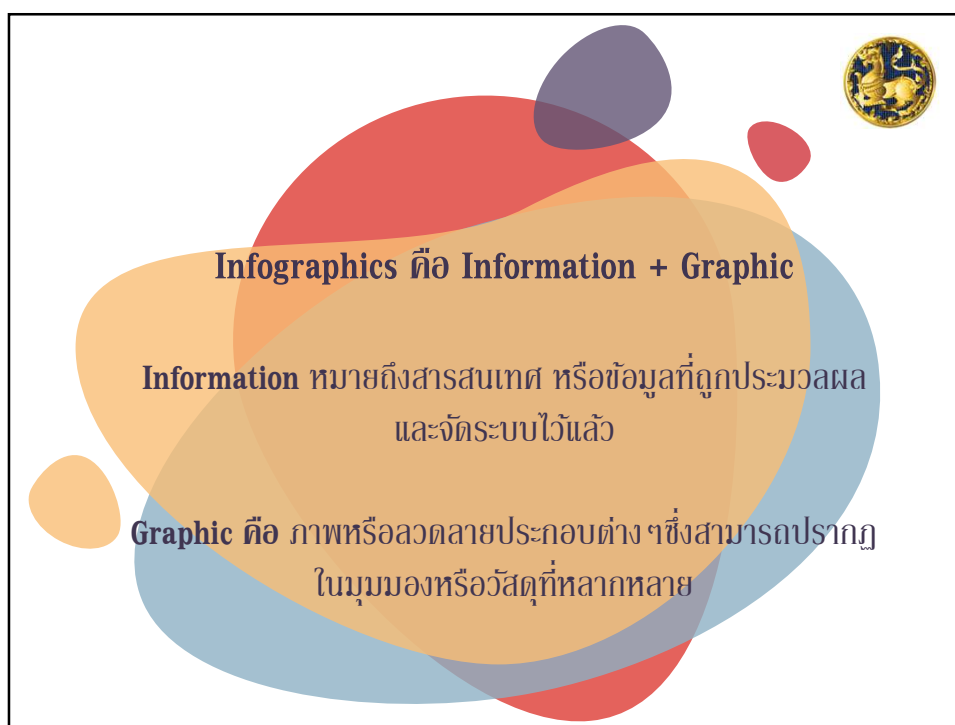 Infographics คือ Information + Graphic
Information หมายถึงสารสนเทศ หรือข้อมูลที่ถูกประมวลผล
และจัดระบบไว้แล้ว
Graphic คือ ภาพหรือลวดลายประกอบต่าง ๆซึ่งสามารถปรากฏ
ในมุมมองหรือวัสดุที่หลากหลาย